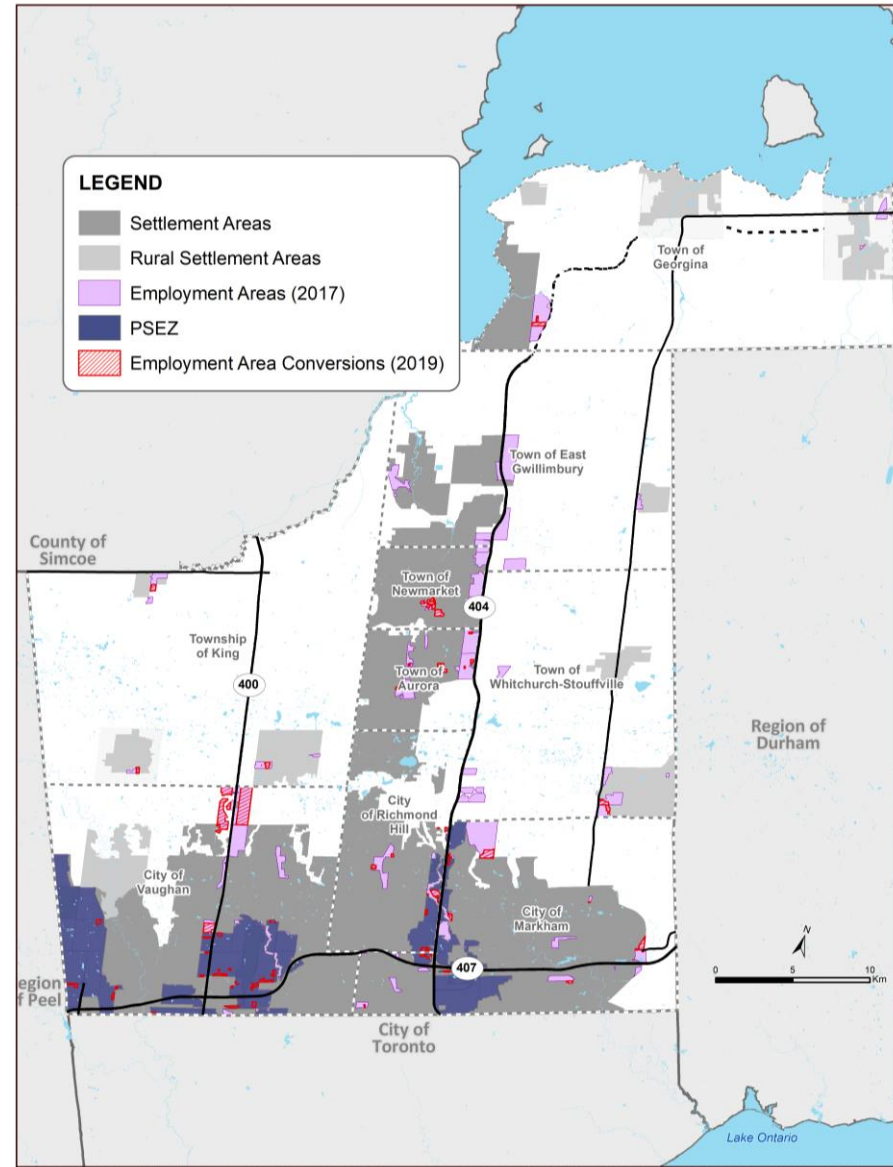 LEGEND
Settlement Areas
Rural Settlement Areas
Employment Areas (2017)
PSEZ
Employment Area Conversions (2019)
Town of
Georgina
Town of East
Gwillimbury
County of
Simcoe
Town of
Newmarket
404
Township
of King
400
Town of
Aurora
Town of
Whitchurch-Stouffville
Region of
Durham
City
of Richmond
Hill
City of
Vaughan
City of
Markham
407
egion
f Peel
City of
Toronto
N
0 5 10
Km
Lake Ontario